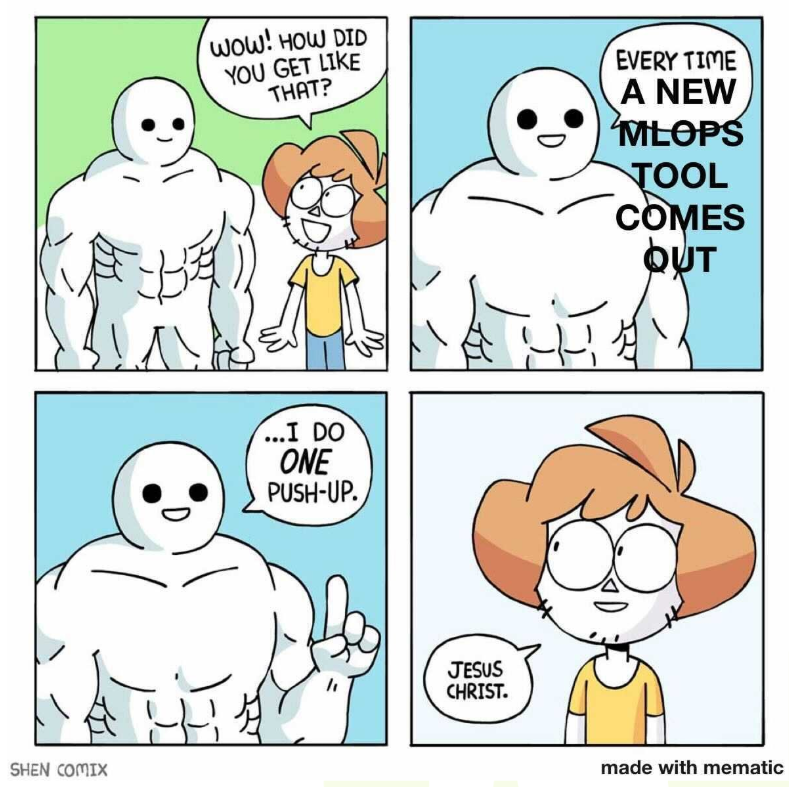 WOW! HOW DID
YOU GET LIKE
THAT?
EVERY TIME
A NEW
MLOPS
TOOL
COMES
OUT
...I DO
ONE
PUSH-UP.
JESUS
CHRIST.
SHEN COMIX
made with mematic